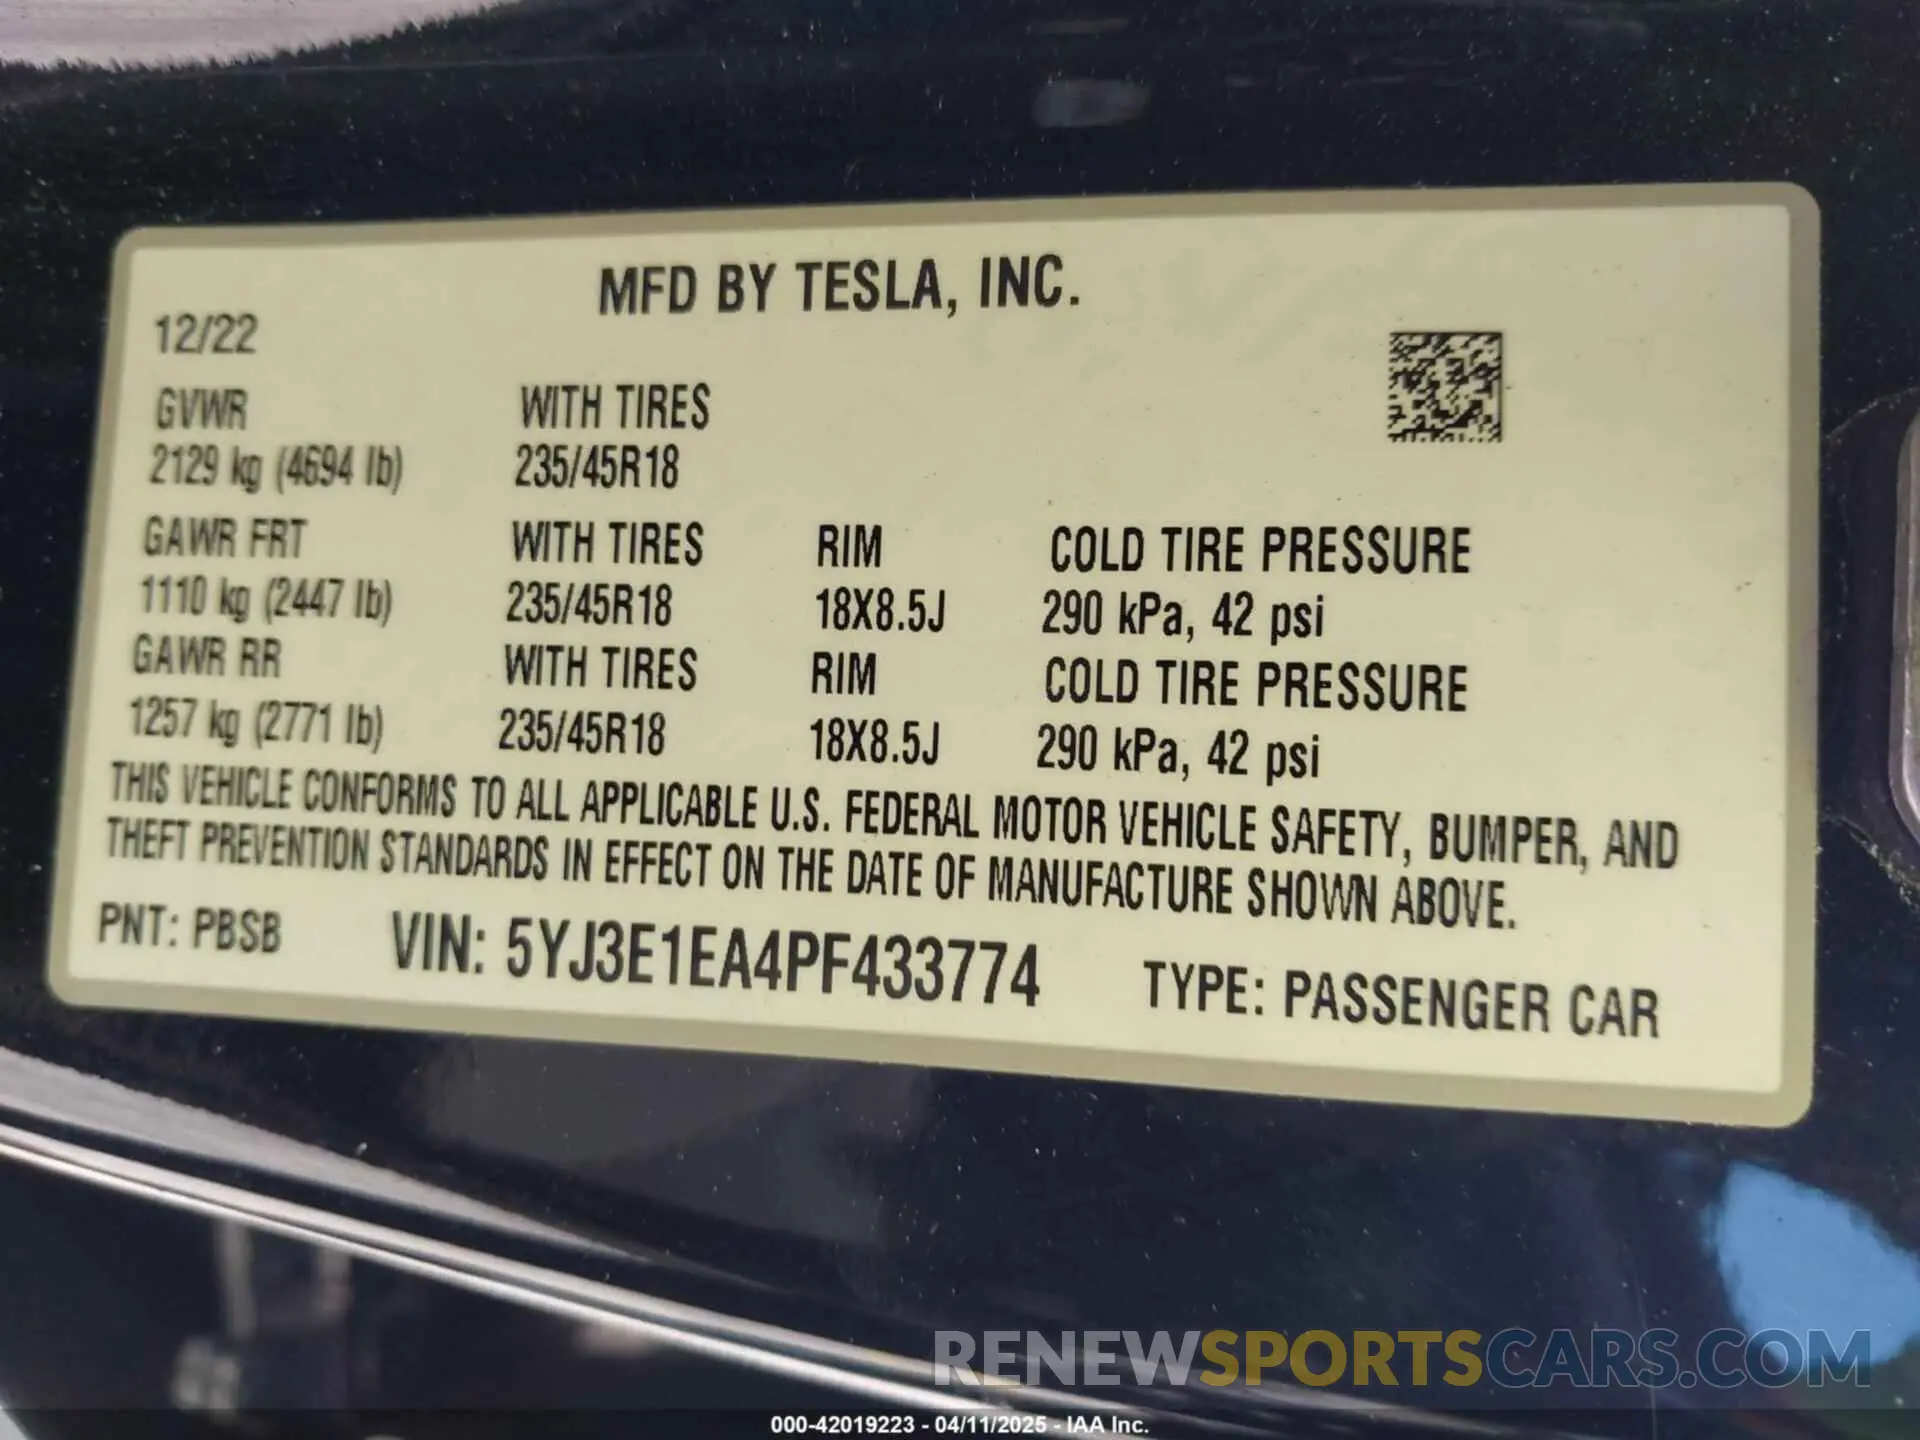 MFD BY TESLA, INC.
12/22
GVWR WITH TIRES
2129 kg (4694 lb) 235/45R18
GAWR FRT WITH TIRES RIM COLD TIRE PRESSURE
1110 kg (2447 lb) 235/45R18 18X8.5J 290 kPa, 42 psi
GAWR RR WITH TIRES RIM COLD TIRE PRESSURE
1257 kg (2771 lb) 235/45R18 18X8.5J 290 kPa, 42 psi
THIS VEHICLE CONFORMS TO ALL APPLICABLE U.S. FEDERAL MOTOR VEHICLE SAFETY, BUMPER, AND
THEFT PREVENTION STANDARDS IN EFFECT ON THE DATE OF MANUFACTURE SHOWN ABOVE.
PNT: PBSB VIN: 5YJ3E1EA4PF433774 TYPE: PASSENGER CAR
RENEWSPORTSCARS.COM
000-42019223 - 04/11/2025 - IAA Inc.